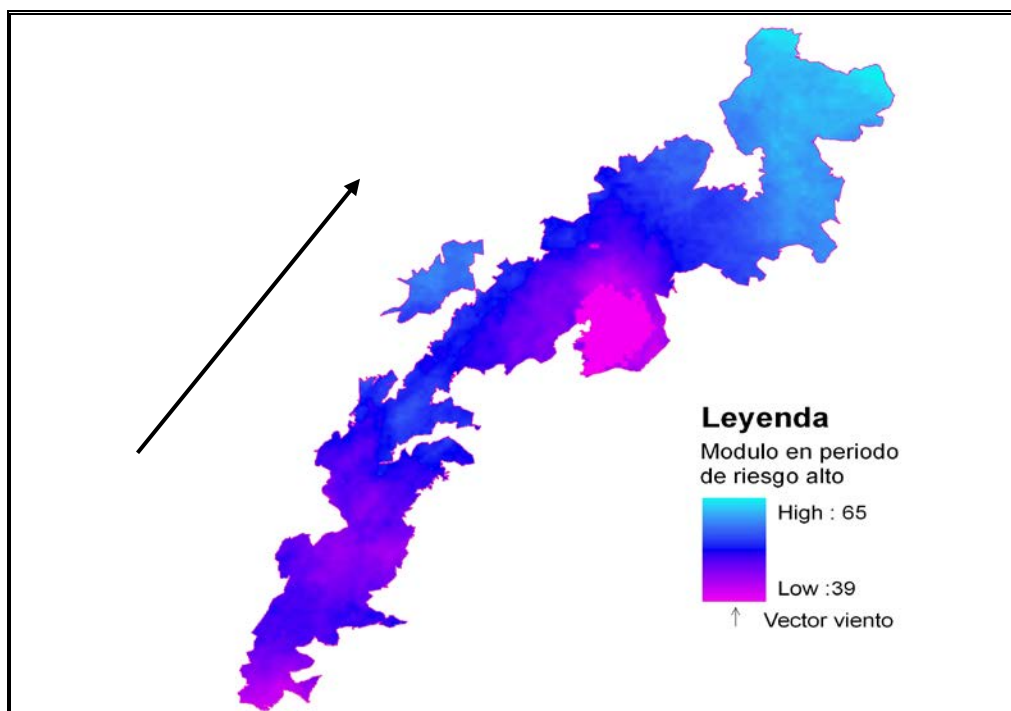 Leyenda
Modulo en periodo
de riesgo alto
High : 65
Low :39
Vector viento